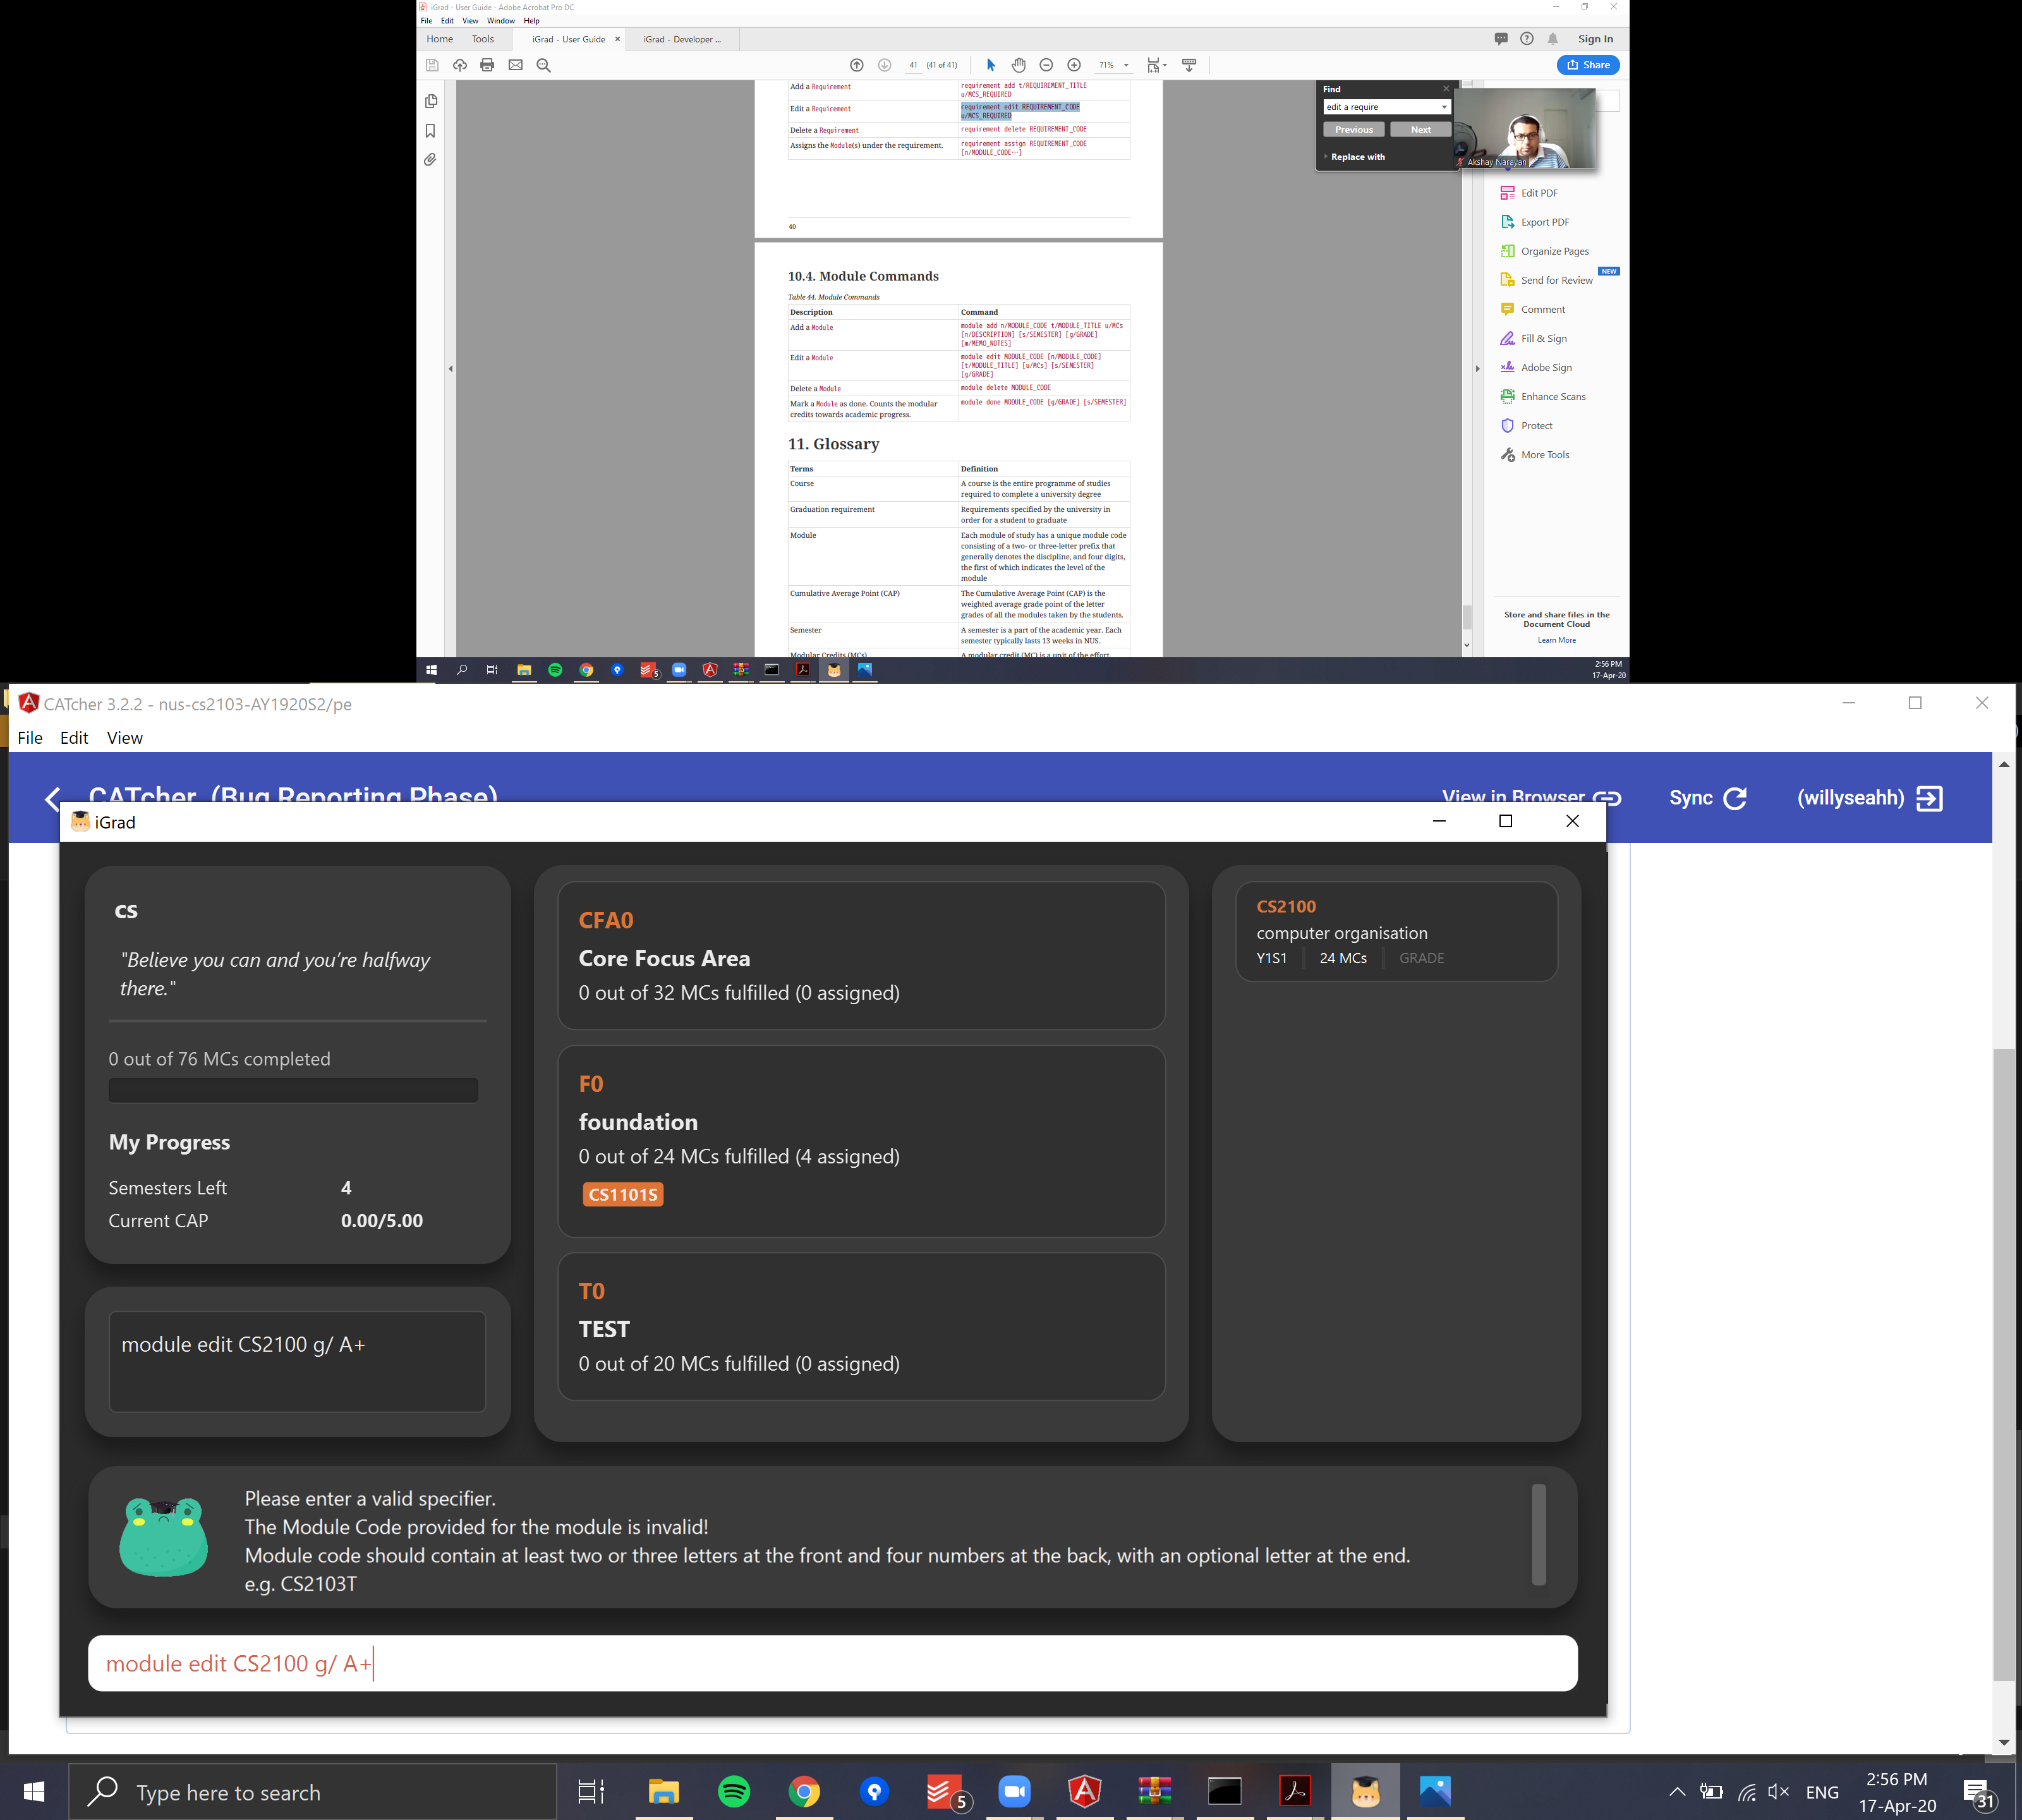 iGrad - User Guide - Adobe Acrobat Pro DC
File Edit View Window Help
Home Tools iGrad - User Guide × iGrad - Developer ... Sign In
41 (41 of 41) 71% Share
Add a Requirement
requirement add t/REQUIREMENT_TITLE
u/MCS_REQUIRED
Edit a Requirement
requirement edit REQUIREMENT_CODE
u/MCS_REQUIRED
Delete a Requirement
requirement delete REQUIREMENT_CODE
Assigns the Module(s) under the requirement.
requirement assign REQUIREMENT_CODE
[n/MODULE_CODE…]
40
Find
edit a require
Previous Next
Replace with
Akshay Narayan
10.4. Module Commands
Table 44. Module Commands
Description Command
Add a Module
module add n/MODULE_CODE t/MODULE_TITLE u/MCs
[n/DESCRIPTION] [s/SEMESTER] [g/GRADE]
[m/MEMO_NOTES]
Edit a Module
module edit MODULE_CODE [n/MODULE_CODE]
[t/MODULE_TITLE] [u/MCs] [s/SEMESTER]
[g/GRADE]
Delete a Module
module delete MODULE_CODE
Mark a Module as done. Counts the modular
credits towards academic progress.
module done MODULE_CODE [g/GRADE] [s/SEMESTER]
11. Glossary
Terms Definition
Course
A course is the entire programme of studies
required to complete a university degree
Graduation requirement
Requirements specified by the university in
order for a student to graduate
Module
Each module of study has a unique module code
consisting of a two- or three-letter prefix that
generally denotes the discipline, and four digits,
the first of which indicates the level of the
module
Cumulative Average Point (CAP)
The Cumulative Average Point (CAP) is the
weighted average grade point of the letter
grades of all the modules taken by the students.
Semester
A semester is a part of the academic year. Each
semester typically lasts 13 weeks in NUS.
Modular Credits (MCs)
A modular credit (MC) is a unit of the effort
Edit PDF
Export PDF
Organize Pages
Send for Review
NEW
Comment
Fill & Sign
Adobe Sign
Enhance Scans
Protect
More Tools
Store and share files in the
Document Cloud
Learn More
5
2:56 PM
17-Apr-20
CATcher 3.2.2 - nus-cs2103-AY1920S2/pe
File Edit View
CATcher (Bug Reporting Phase)
View in Browser Sync (willyseahh)
iGrad
cs
"Believe you can and you're halfway
there."
0 out of 76 MCs completed
My Progress
Semesters Left 4
Current CAP 0.00/5.00
module edit CS2100 g/ A+
CFA0
Core Focus Area
0 out of 32 MCs fulfilled (0 assigned)
F0
foundation
0 out of 24 MCs fulfilled (4 assigned)
CS1101S
T0
TEST
0 out of 20 MCs fulfilled (0 assigned)
CS2100
computer organisation
Y1S1 24 MCs GRADE
Please enter a valid specifier.
The Module Code provided for the module is invalid!
Module code should contain at least two or three letters at the front and four numbers at the back, with an optional letter at the end.
e.g. CS2103T
module edit CS2100 g/ A+
Type here to search
5
ENG
2:56 PM
17-Apr-20
31